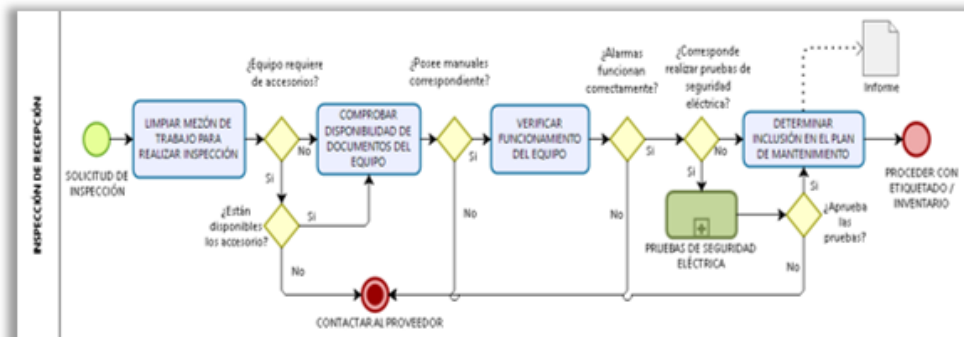 INSPECCIÓN DE RECEPCIÓN
SOLICITUD DE
INSPECCIÓN
LIMPIAR MEZÓN DE
TRABAJO PARA
REALIZAR INSPECCIÓN
¿Equipo requiere
de accesorios?
No
Si
¿Están
disponibles
los accesorio?
Si
No
COMPROBAR
DISPONIBILIDAD DE
DOCUMENTOS DEL
EQUIPO
¿Posee manuales
correspondiente?
Si
No
VERIFICAR
FUNCIONAMIENTO
DEL EQUIPO
¿Alarmas
funcionan
correctamente?
Si
No
¿Corresponde
realizar pruebas de
seguridad
eléctrica?
No
Si
PRUEBAS DE SEGURIDAD
ELÉCTRICA
¿Aprueba
las
pruebas?
Si
No
DETERMINAR
INCLUSIÓN EN EL PLAN
DE MANTENIMIENTO
Informe
PROCEDER CON
ETIQUETADO /
INVENTARIO
CONTACTAR AL PROVEEDOR